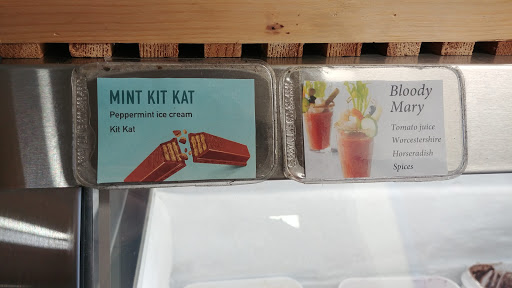 MINT KIT KAT
Peppermint ice cream
Kit Kat
Bloody
Mary
Tomato juice
Worcestershire
Horseradish
Spices